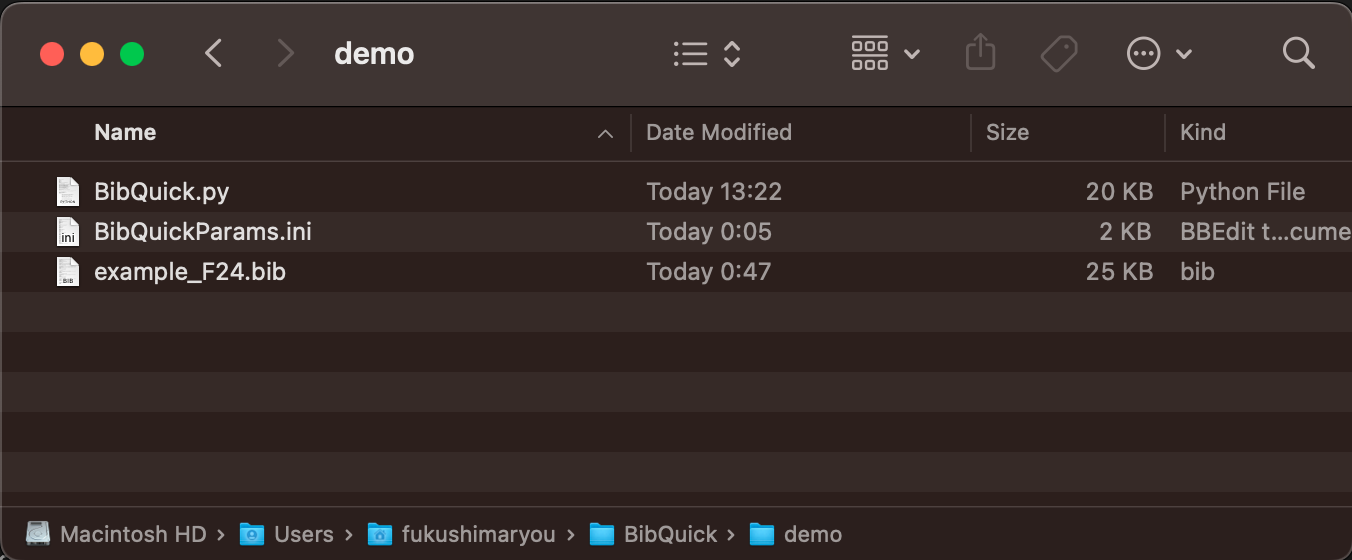 demo
Name Date Modified Size Kind
BibQuick.py Today 13:22 20 KB Python File
BibQuickParams.ini Today 0:05 2 KB BBEdit t...cume
example_F24.bib Today 0:47 25 KB bib
Macintosh HD › Users › fukushimaryou › BibQuick › demo